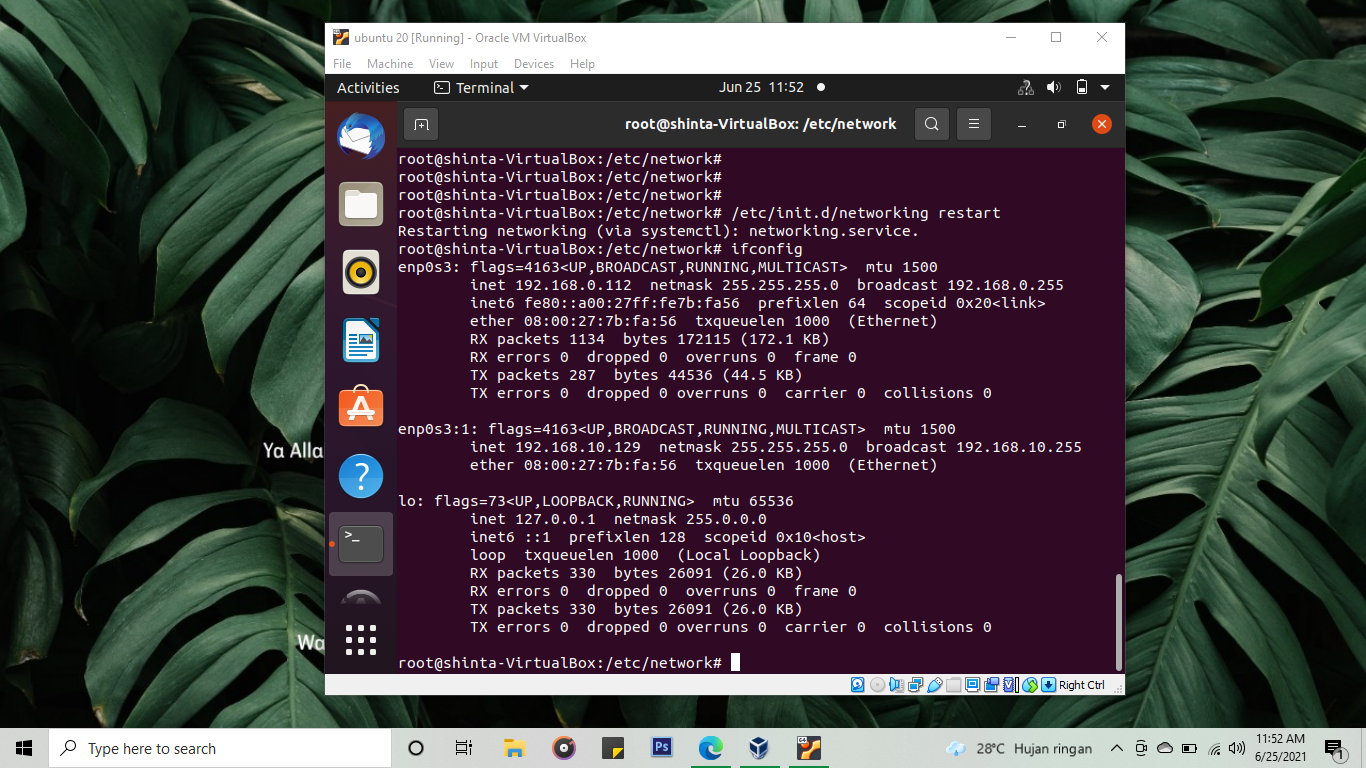 ubuntu 20 [Running] - Oracle VM VirtualBox
File Machine View Input Devices Help
Activities Terminal Jun 25 11:52
root@shinta-VirtualBox: /etc/network
root@shinta-VirtualBox:/etc/network#
root@shinta-VirtualBox:/etc/network#
root@shinta-VirtualBox:/etc/network#
root@shinta-VirtualBox:/etc/network# /etc/init.d/networking restart
Restarting networking (via systemctl): networking.service.
root@shinta-VirtualBox:/etc/network# ifconfig
enp0s3: flags=4163<UP,BROADCAST,RUNNING,MULTICAST>  mtu 1500
        inet 192.168.0.112  netmask 255.255.255.0  broadcast 192.168.0.255
        inet6 fe80::a00:27ff:fe7b:fa56  prefixlen 64  scopeid 0x20<link>
        ether 08:00:27:7b:fa:56  txqueuelen 1000  (Ethernet)
        RX packets 1134  bytes 172115 (172.1 KB)
        RX errors 0  dropped 0  overruns 0  frame 0
        TX packets 287  bytes 44536 (44.5 KB)
        TX errors 0  dropped 0 overruns 0  carrier 0  collisions 0
enp0s3:1: flags=4163<UP,BROADCAST,RUNNING,MULTICAST>  mtu 1500
        inet 192.168.10.129  netmask 255.255.255.0  broadcast 192.168.10.255
        ether 08:00:27:7b:fa:56  txqueuelen 1000  (Ethernet)
lo: flags=73<UP,LOOPBACK,RUNNING>  mtu 65536
        inet 127.0.0.1  netmask 255.0.0.0
        inet6 ::1  prefixlen 128  scopeid 0x10<host>
        loop  txqueuelen 1000  (Local Loopback)
        RX packets 330  bytes 26091 (26.0 KB)
        RX errors 0  dropped 0  overruns 0  frame 0
        TX packets 330  bytes 26091 (26.0 KB)
        TX errors 0  dropped 0 overruns 0  carrier 0  collisions 0
root@shinta-VirtualBox:/etc/network#
Ya Alla
Wa
Right Ctrl
Type here to search
Ps
64
28°C Hujan ringan
11:52 AM
6/25/2021
1